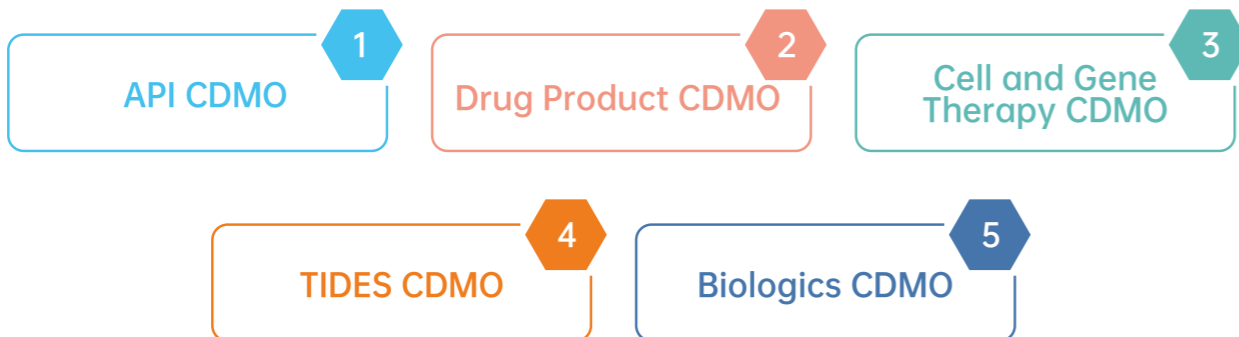 1
API CDMO
2
Drug Product CDMO
3
Cell and Gene
Therapy CDMO
4
TIDES CDMO
5
Biologics CDMO